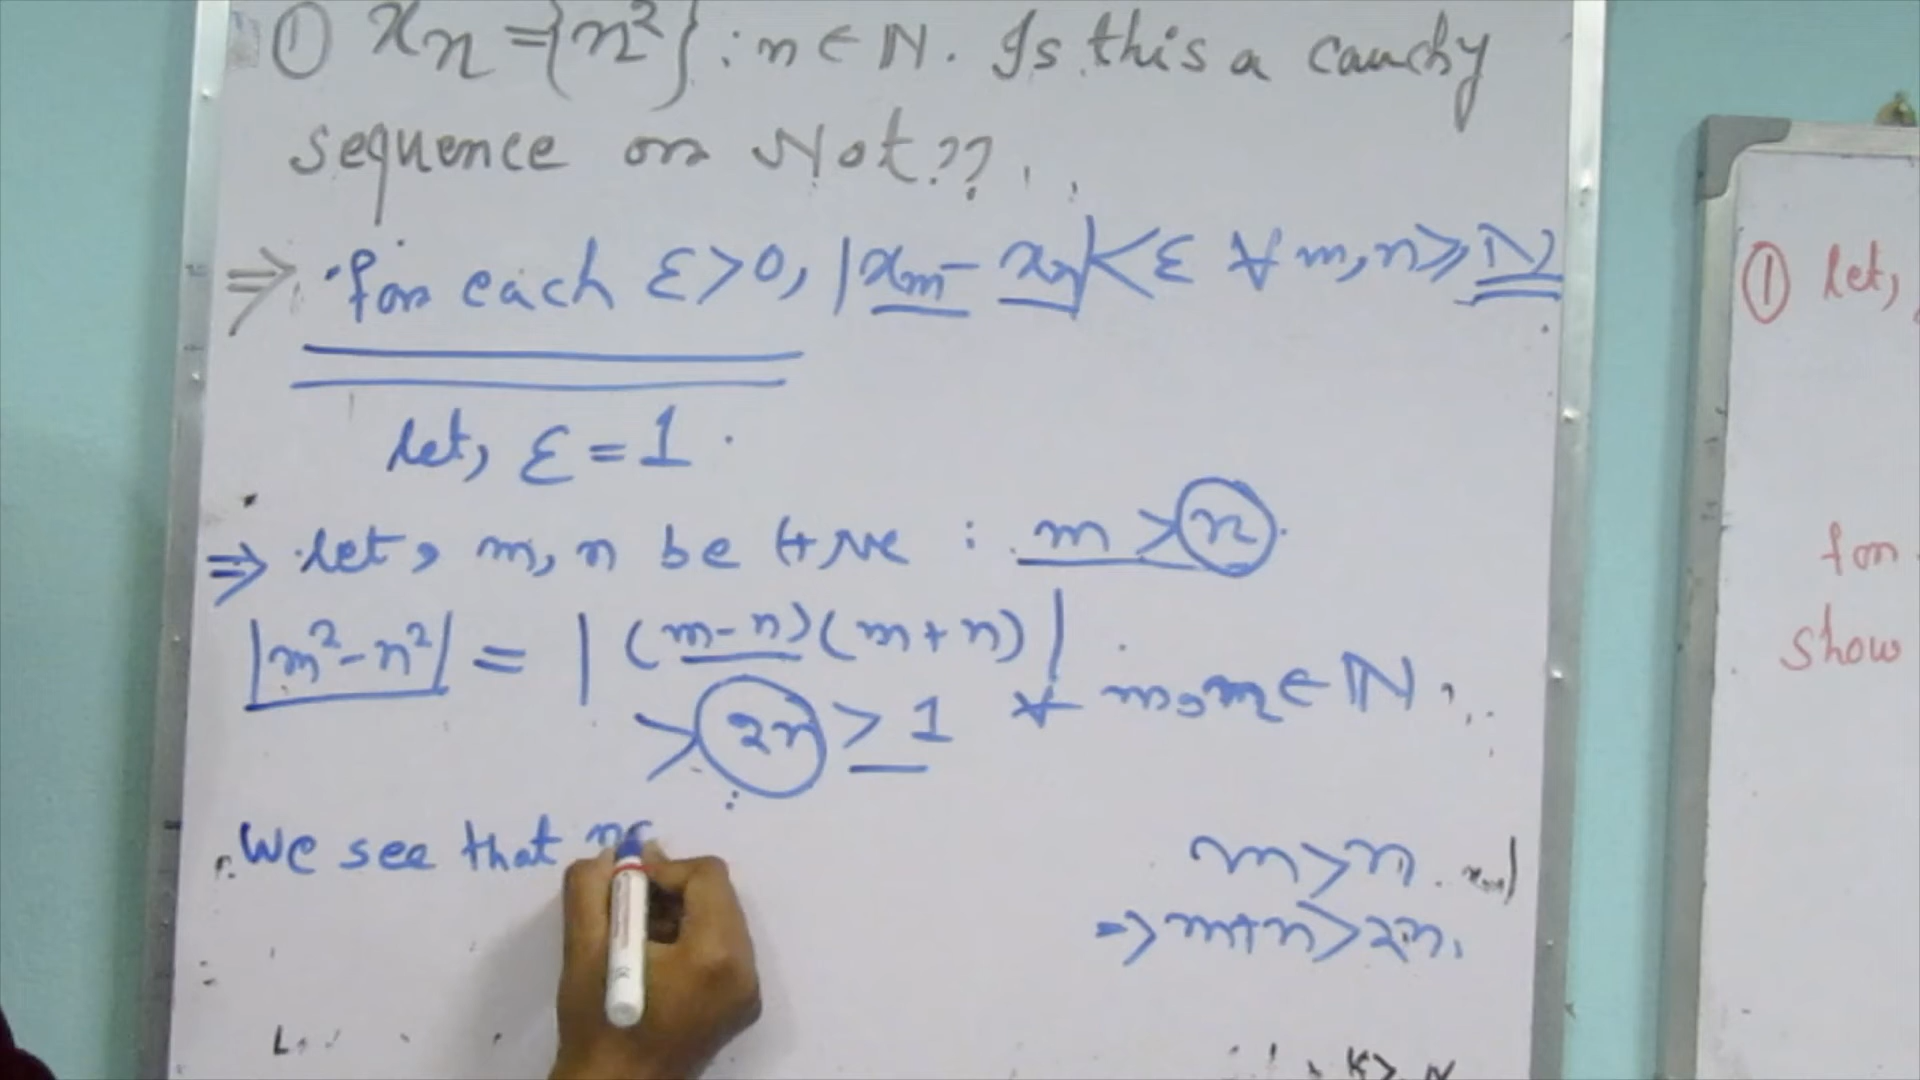 ① xn = {n²} : n ∈ N. Is this a cauchy
sequence or Not??
⇒ for each ε > 0, |xm - xn| < ε ∀ m, n ≥ N
let, ε = 1
⇒ let, m, n be +ve : m > n
|m² - n²| = |(m - n)(m + n)|
> 2n > 1 ∀ m, n ∈ N.
We see that
m > n
⇒ m + n > 2n.
① let,
for
show